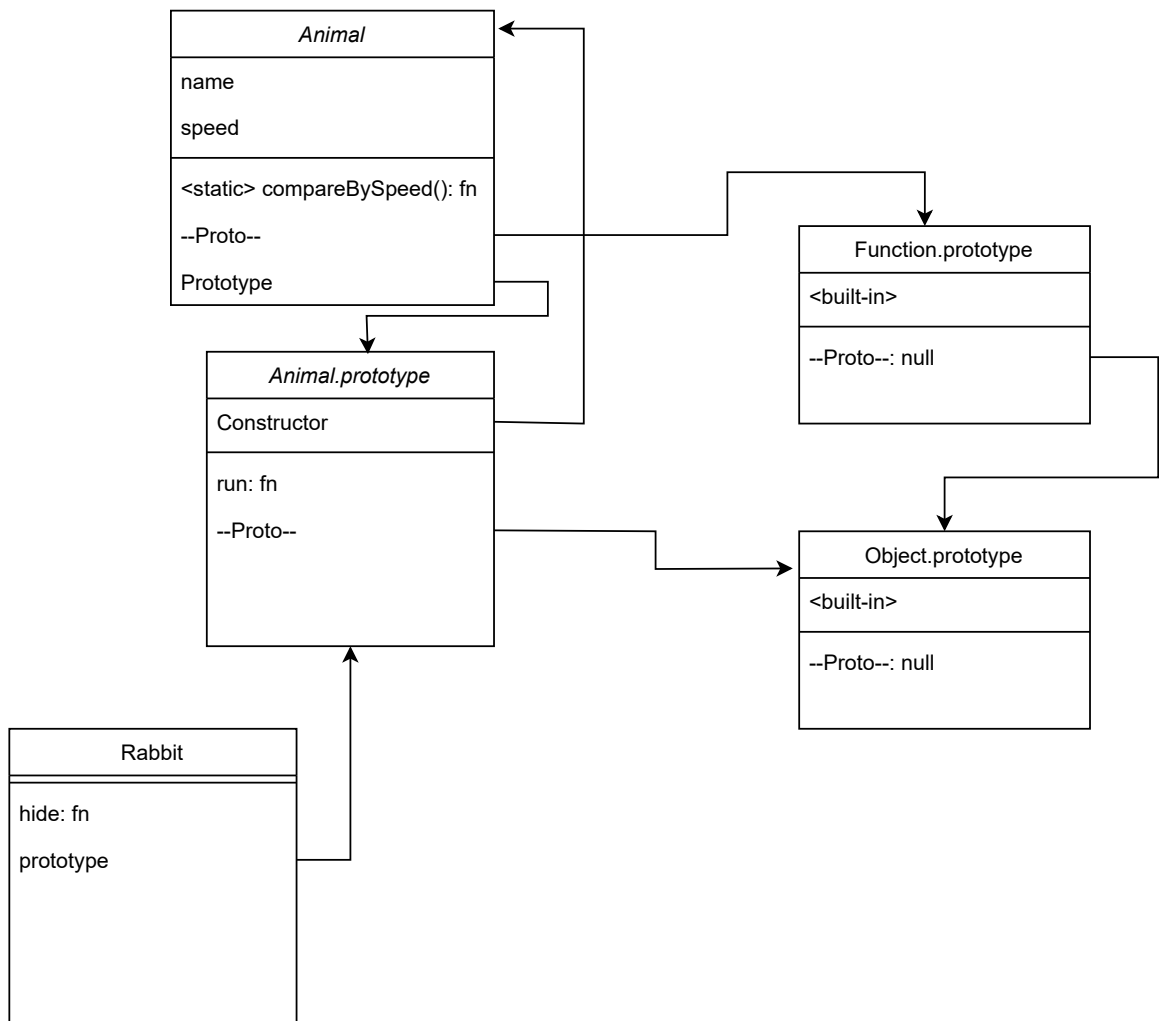 Animal
name
speed
<static> compareBySpeed(): fn
--Proto--
Prototype
Function.prototype
<built-in>
--Proto--: null
Animal.prototype
Constructor
run: fn
--Proto--
Object.prototype
<built-in>
--Proto--: null
Rabbit
hide: fn
prototype